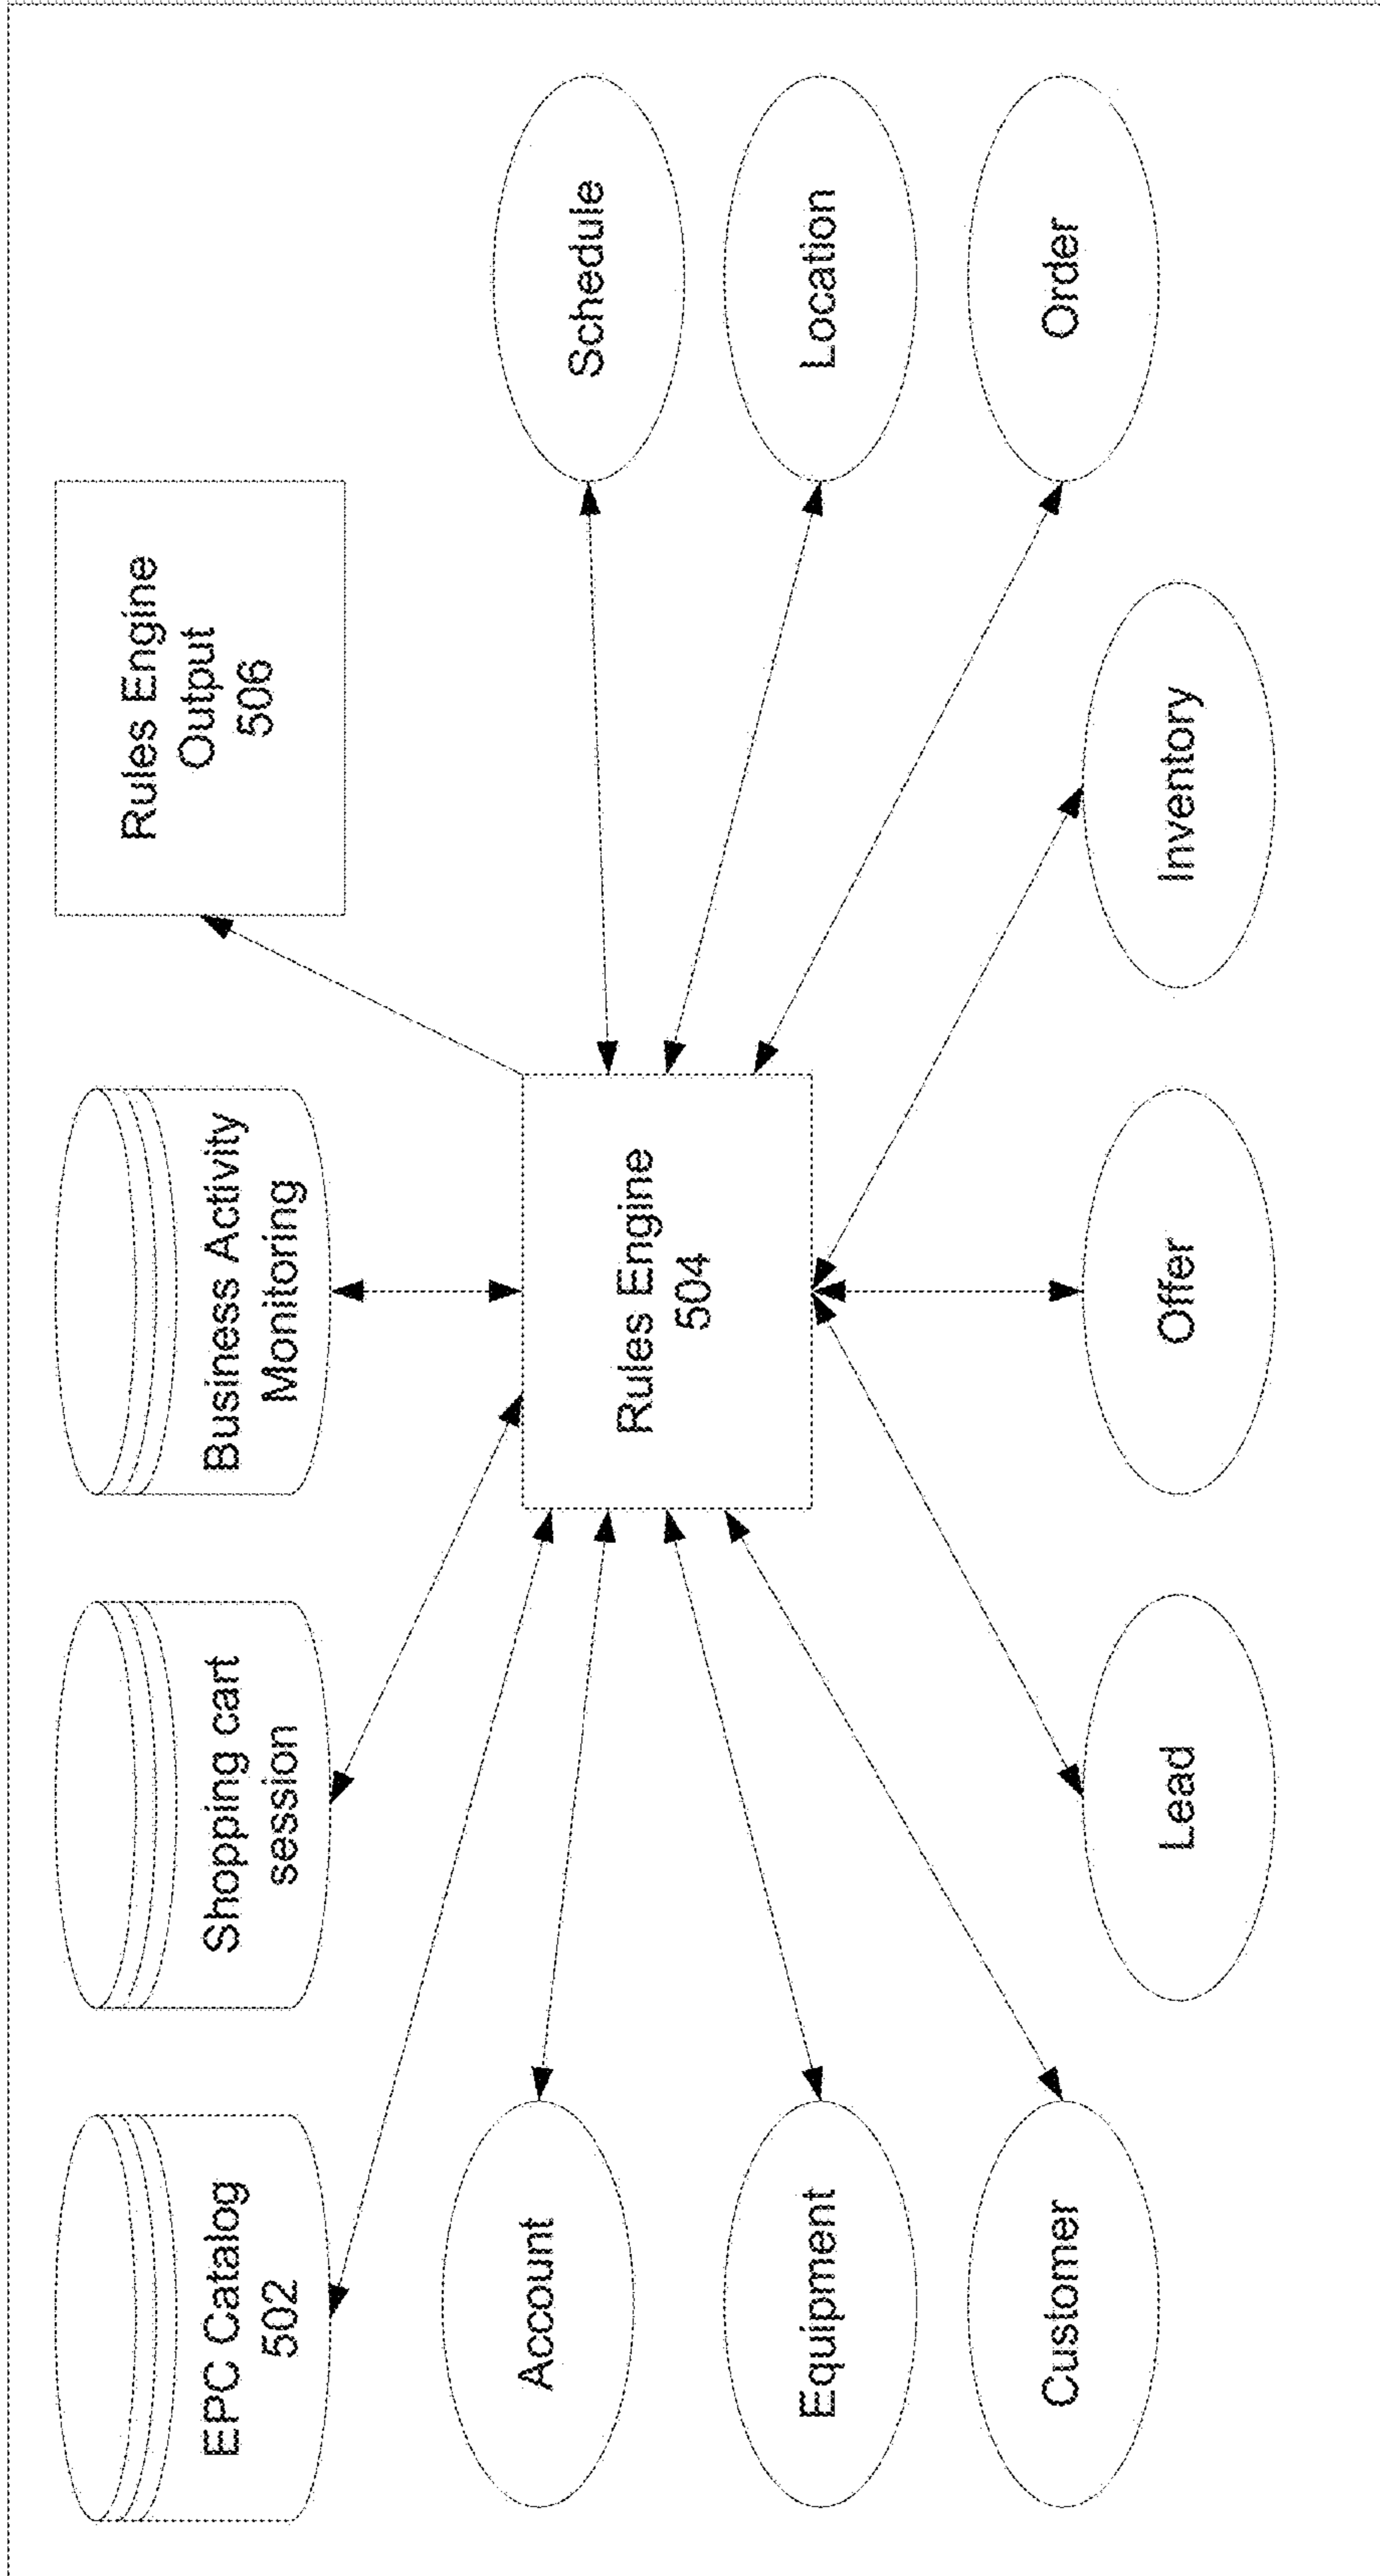 EPC Catalog
502
Shopping cart
session
Business Activity
Monitoring
Rules Engine
Output
506
Account
Rules Engine
504
Schedule
Equipment
Location
Customer
Order
Lead
Offer
Inventory